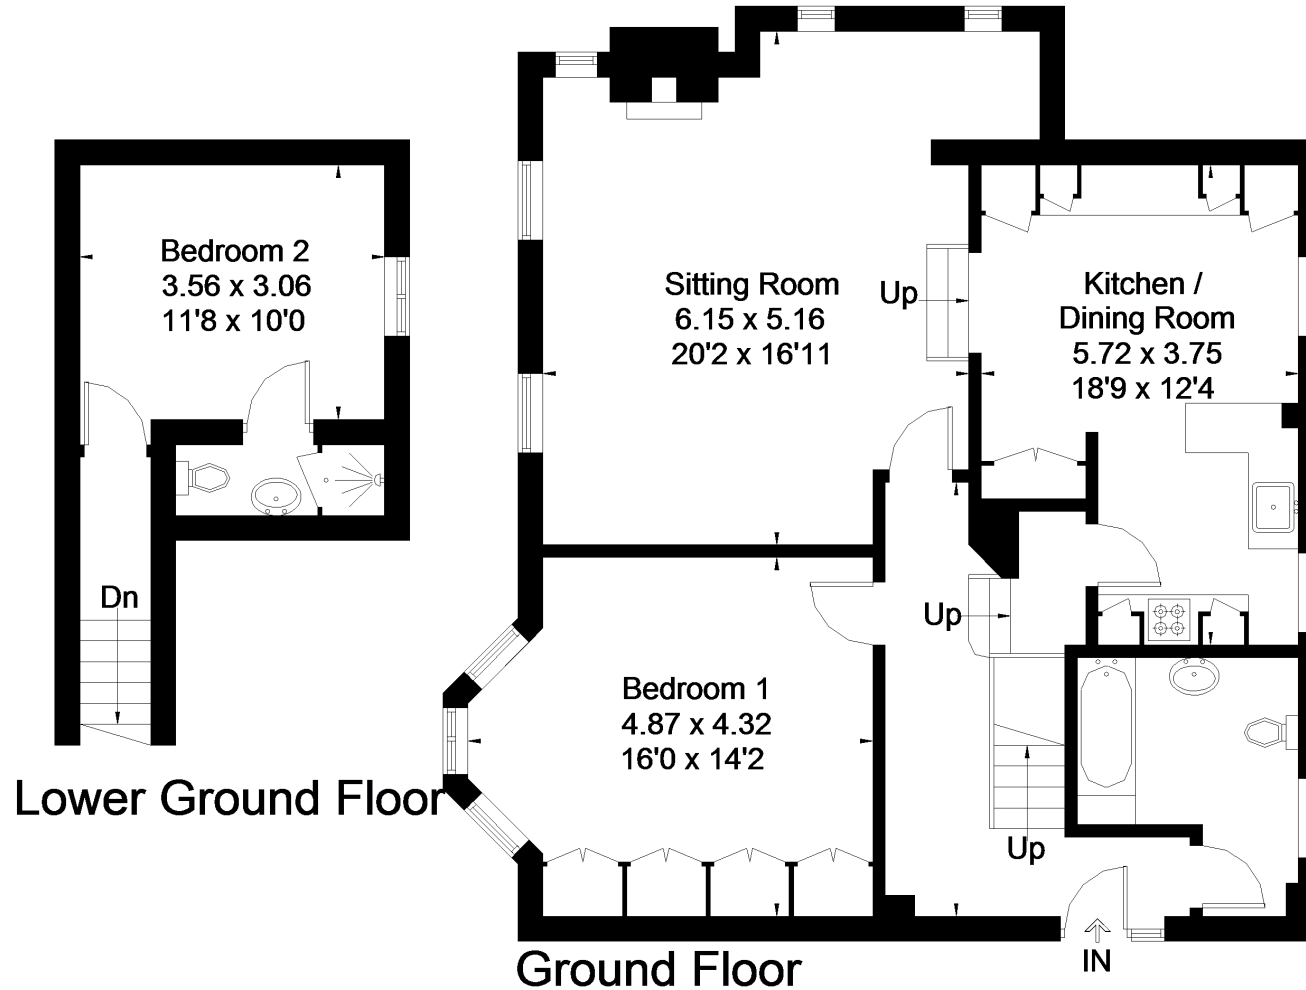 Bedroom 2
3.56 x 3.06
11'8 x 10'0
Dn
Lower Ground Floor
Sitting Room
6.15 x 5.16
20'2 x 16'11
Up
Kitchen /
Dining Room
5.72 x 3.75
18'9 x 12'4
Up
Bedroom 1
4.87 x 4.32
16'0 x 14'2
Up
IN
Ground Floor